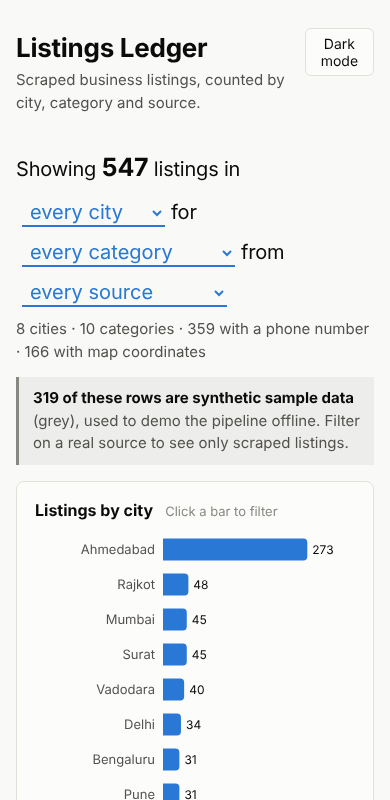 Listings Ledger
Dark
mode
Scraped business listings, counted by
city, category and source.
Showing 547 listings in
every city for
every category from
every source
8 cities · 10 categories · 359 with a phone number
· 166 with map coordinates
319 of these rows are synthetic sample data
(grey), used to demo the pipeline offline. Filter
on a real source to see only scraped listings.
Listings by city Click a bar to filter
Ahmedabad 273
Rajkot 48
Mumbai 45
Surat 45
Vadodara 40
Delhi 34
Bengaluru 31
Pune 31